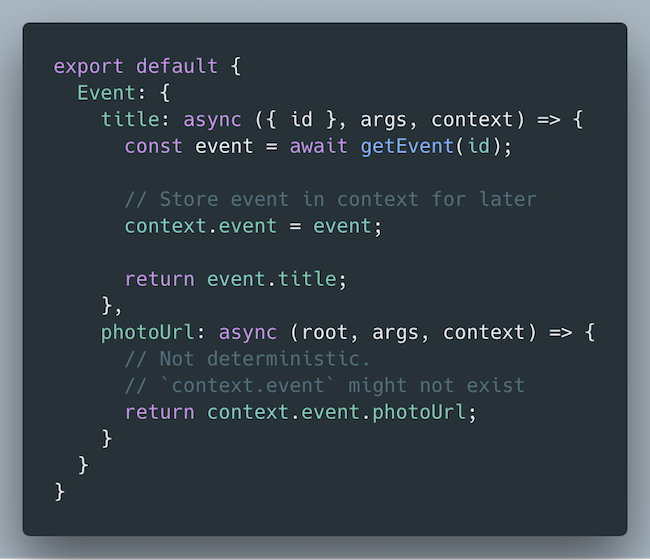 export default {
  Event: {
    title: async ({ id }, args, context) => {
      const event = await getEvent(id);

      // Store event in context for later
      context.event = event;

      return event.title;
    },
    photoUrl: async (root, args, context) => {
      // Not deterministic.
      // `context.event` might not exist
      return context.event.photoUrl;
    }
  }
}